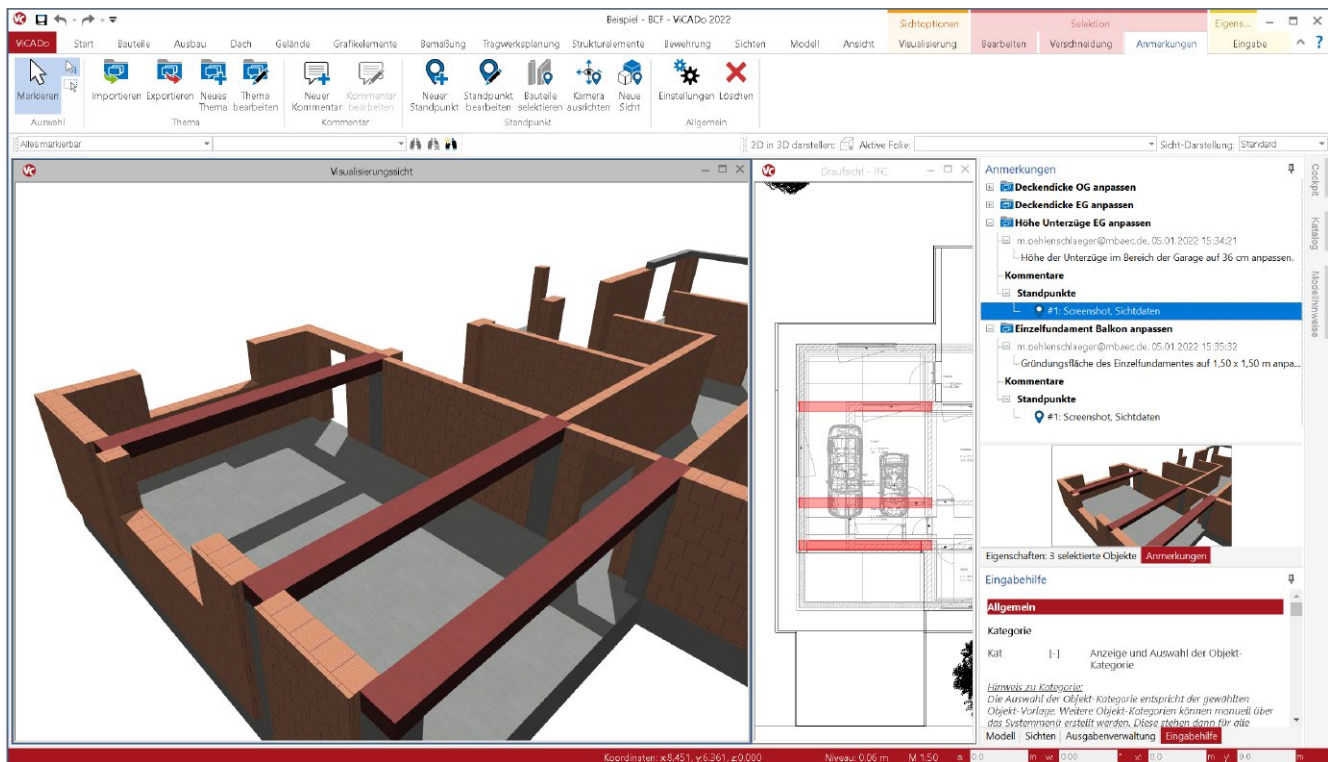 Beispiel - BCF - ViCADo 2022
Sichtoptionen
Selektion
Eigens...
ViCADo
Start
Bauteile
Ausbau
Dach
Gelände
Grafikelemente
Bemaßung
Tragwerksplanung
Strukturelemente
Bewehrung
Sichten
Modell
Ansicht
Visualisierung
Bearbeiten
Verschneidung
Anmerkungen
Eingabe
Markieren
Importieren
Exportieren
Neues Thema
Thema bearbeiten
Neuer Kommentar
Kommentar bearbeiten
Neuer Standpunkt
Standpunkt bearbeiten
Bauteile selektieren
Kamera ausrichten
Neue Sicht
Einstellungen
Löschen
Auswahl
Thema
Kommentar
Standpunkt
Allgemein
Alles markierbar
2D in 3D darstellen:
Aktive Folie:
Sicht-Darstellung: Standard
Visualisierungssicht
Draufsicht - IFC
Anmerkungen
Deckendicke OG anpassen
Deckendicke EG anpassen
Höhe Unterzüge EG anpassen
m.oehlenschlaeger@mbaec.de, 05.01.2022 15:34:21
Höhe der Unterzüge im Bereich der Garage auf 36 cm anpassen.
Kommentare
Standpunkte
#1: Screenshot, Sichtdaten
Einzelfundament Balkon anpassen
m.oehlenschlaeger@mbaec.de, 05.01.2022 15:35:32
Gründungsfläche des Einzelfundamentes auf 1,50 x 1,50 m anpa...
Kommentare
Standpunkte
#1: Screenshot, Sichtdaten
Cockpit
Katalog
Modellhinweise
Eigenschaften: 3 selektierte Objekte
Anmerkungen
Eingabehilfe
Allgemein
Kategorie
Kat [-] Anzeige und Auswahl der Objekt-
Kategorie
Hinweis zu Kategorie:
Die Auswahl der Objekt-Kategorie entspricht der gewählten
Objekt-Vorlage. Weitere Objekt-Kategorien können manuell über
das Systemmenü erstellt werden. Diese stehen dann für alle
Modell
Sichten
Ausgabenverwaltung
Eingabehilfe
Koordinaten: x:8.451, y:6.361, z:0.000
Niveau: 0.06 m
M 1:50
a: 0.0 m
w: 0.00 °
x: 0.0 m
y: 0.0 m